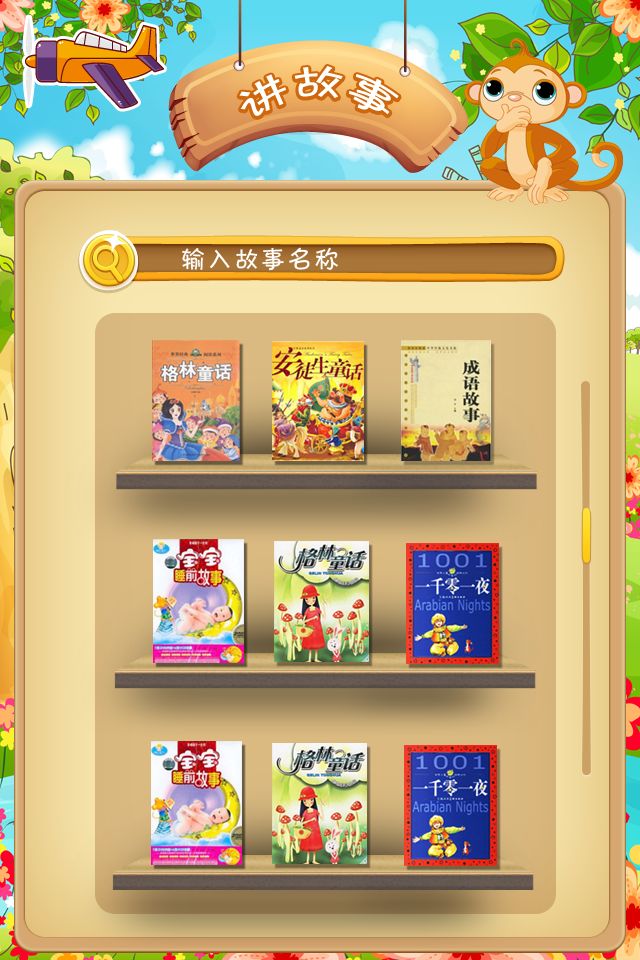 讲故事
输入故事名称
格林童话
安徒生童话
成语故事
宝宝
睡前故事
格林童话
1001
一千零一夜
Arabian Nights
宝宝
睡前故事
格林童话
1001
一千零一夜
Arabian Nights